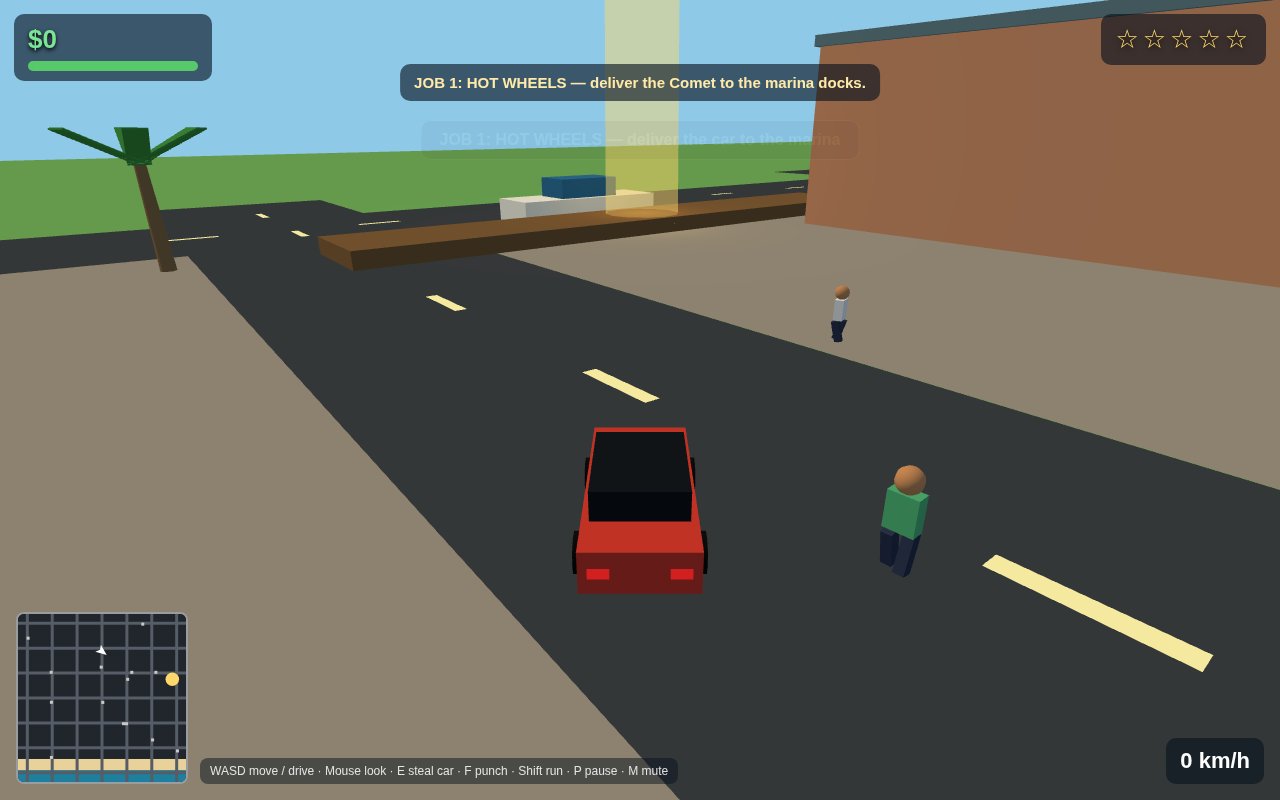 $0
☆☆☆☆☆
JOB 1: HOT WHEELS — deliver the Comet to the marina docks.
JOB 1: HOT WHEELS — deliver the car to the marina
WASD move / drive · Mouse look · E steal car · F punch · Shift run · P pause · M mute
0 km/h